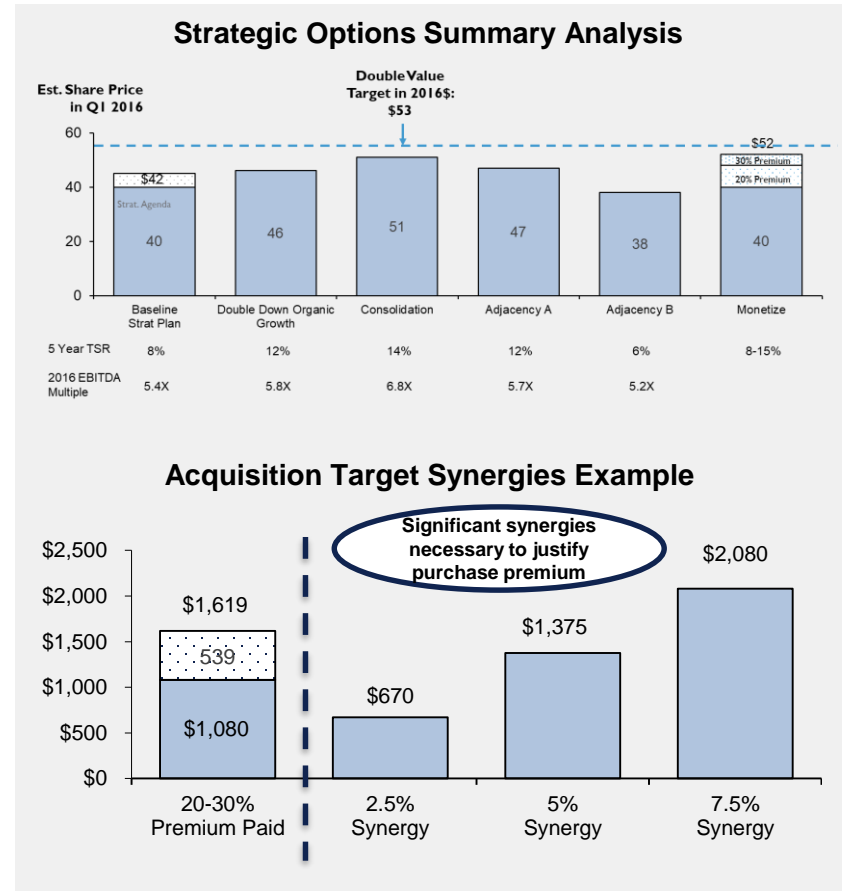 Strategic Options Summary Analysis
Est. Share Price
in Q1 2016
Double Value
Target in 2016$:
$53
60
40
20
0
$42
Strat. Agenda
40
46
51
47
38
$52
30% Premium
20% Premium
40
Baseline
Strat Plan
Double Down Organic
Growth
Consolidation
Adjacency A
Adjacency B
Monetize
5 Year TSR
8%
12%
14%
12%
6%
8-15%
2016 EBITDA
Multiple
5.4X
5.8X
6.8X
5.7X
5.2X
Acquisition Target Synergies Example
Significant synergies
necessary to justify
purchase premium
$2,500
$2,000
$1,500
$1,000
$500
$0
$1,619
539
$1,080
$670
$1,375
$2,080
20-30%
Premium Paid
2.5%
Synergy
5%
Synergy
7.5%
Synergy